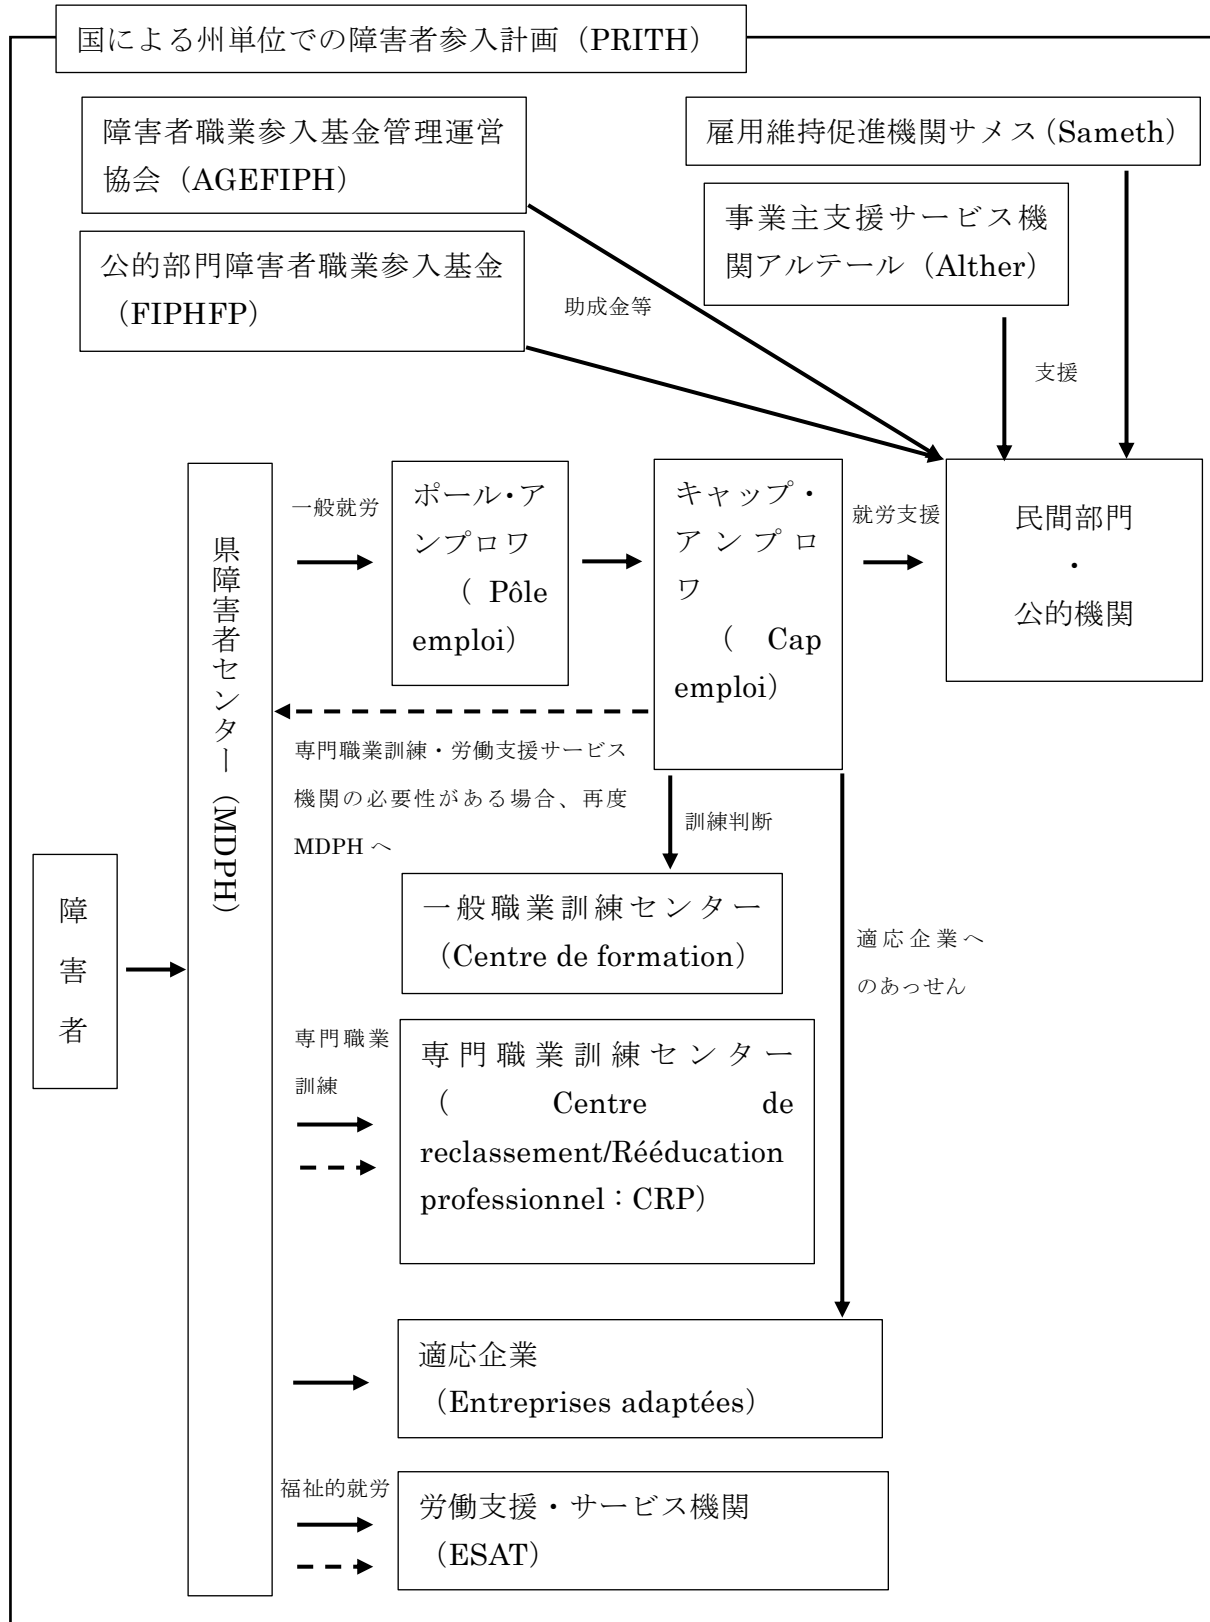 国による州単位での障害者参入計画（PRITH）
障害者職業参入基金管理運営
協会（AGEFIPH）
雇用維持促進機関サメス（Sameth）
事業主支援サービス機
関アルテール（Alther）
公的部門障害者職業参入基金
（FIPHFP）
助成金等
支援
県障害者センター（MDPH）
一般就労
ポール・ア
ンプロワ
（ Pôle
emploi）
キャップ・
アンプロ
ワ
（ Cap
emploi）
就労支援
民間部門
・
公的機関
専門職業訓練・労働支援サービス
機関の必要性がある場合、再度
MDPH へ
訓練判断
障害者
一般職業訓練センター
（Centre de formation）
適応企業へ
のあっせん
専門職業
訓練
専門職業訓練センター
（ Centre de
reclassement/Rééducation
professionnel：CRP）
適応企業
（Entreprises adaptées）
福祉的就労
労働支援・サービス機関
（ESAT）